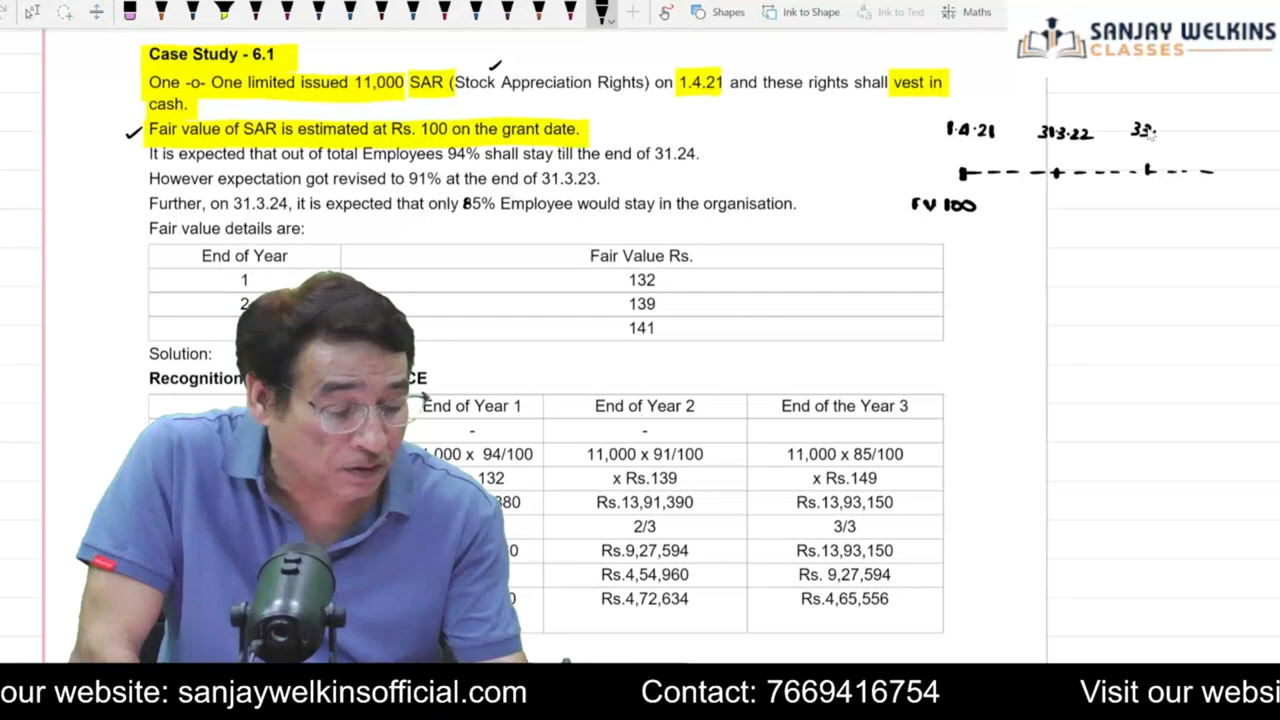 Shapes Ink to Shape Ink to Text Maths
SANJAY WELKINS
CLASSES
Case Study - 6.1
One -o- One limited issued 11,000 SAR (Stock Appreciation Rights) on 1.4.21 and these rights shall vest in
cash.
Fair value of SAR is estimated at Rs. 100 on the grant date.
It is expected that out of total Employees 94% shall stay till the end of 31.24.
However expectation got revised to 91% at the end of 31.3.23.
Further, on 31.3.24, it is expected that only 85% Employee would stay in the organisation.
Fair value details are:
1.4.21 31.3.22 33.
FV 100
End of Year Fair Value Rs.
1 132
2 139
141
Solution:
Recognition CE
End of Year 1 End of Year 2 End of the Year 3
- -
,000 x 94/100 11,000 x 91/100 11,000 x 85/100
132 x Rs.139 x Rs.149
380 Rs.13,91,390 Rs.13,93,150
2/3 3/3
0 Rs.9,27,594 Rs.13,93,150
Rs.4,54,960 Rs. 9,27,594
0 Rs.4,72,634 Rs.4,65,556
our website: sanjaywelkinsofficial.com Contact: 7669416754 Visit our websi